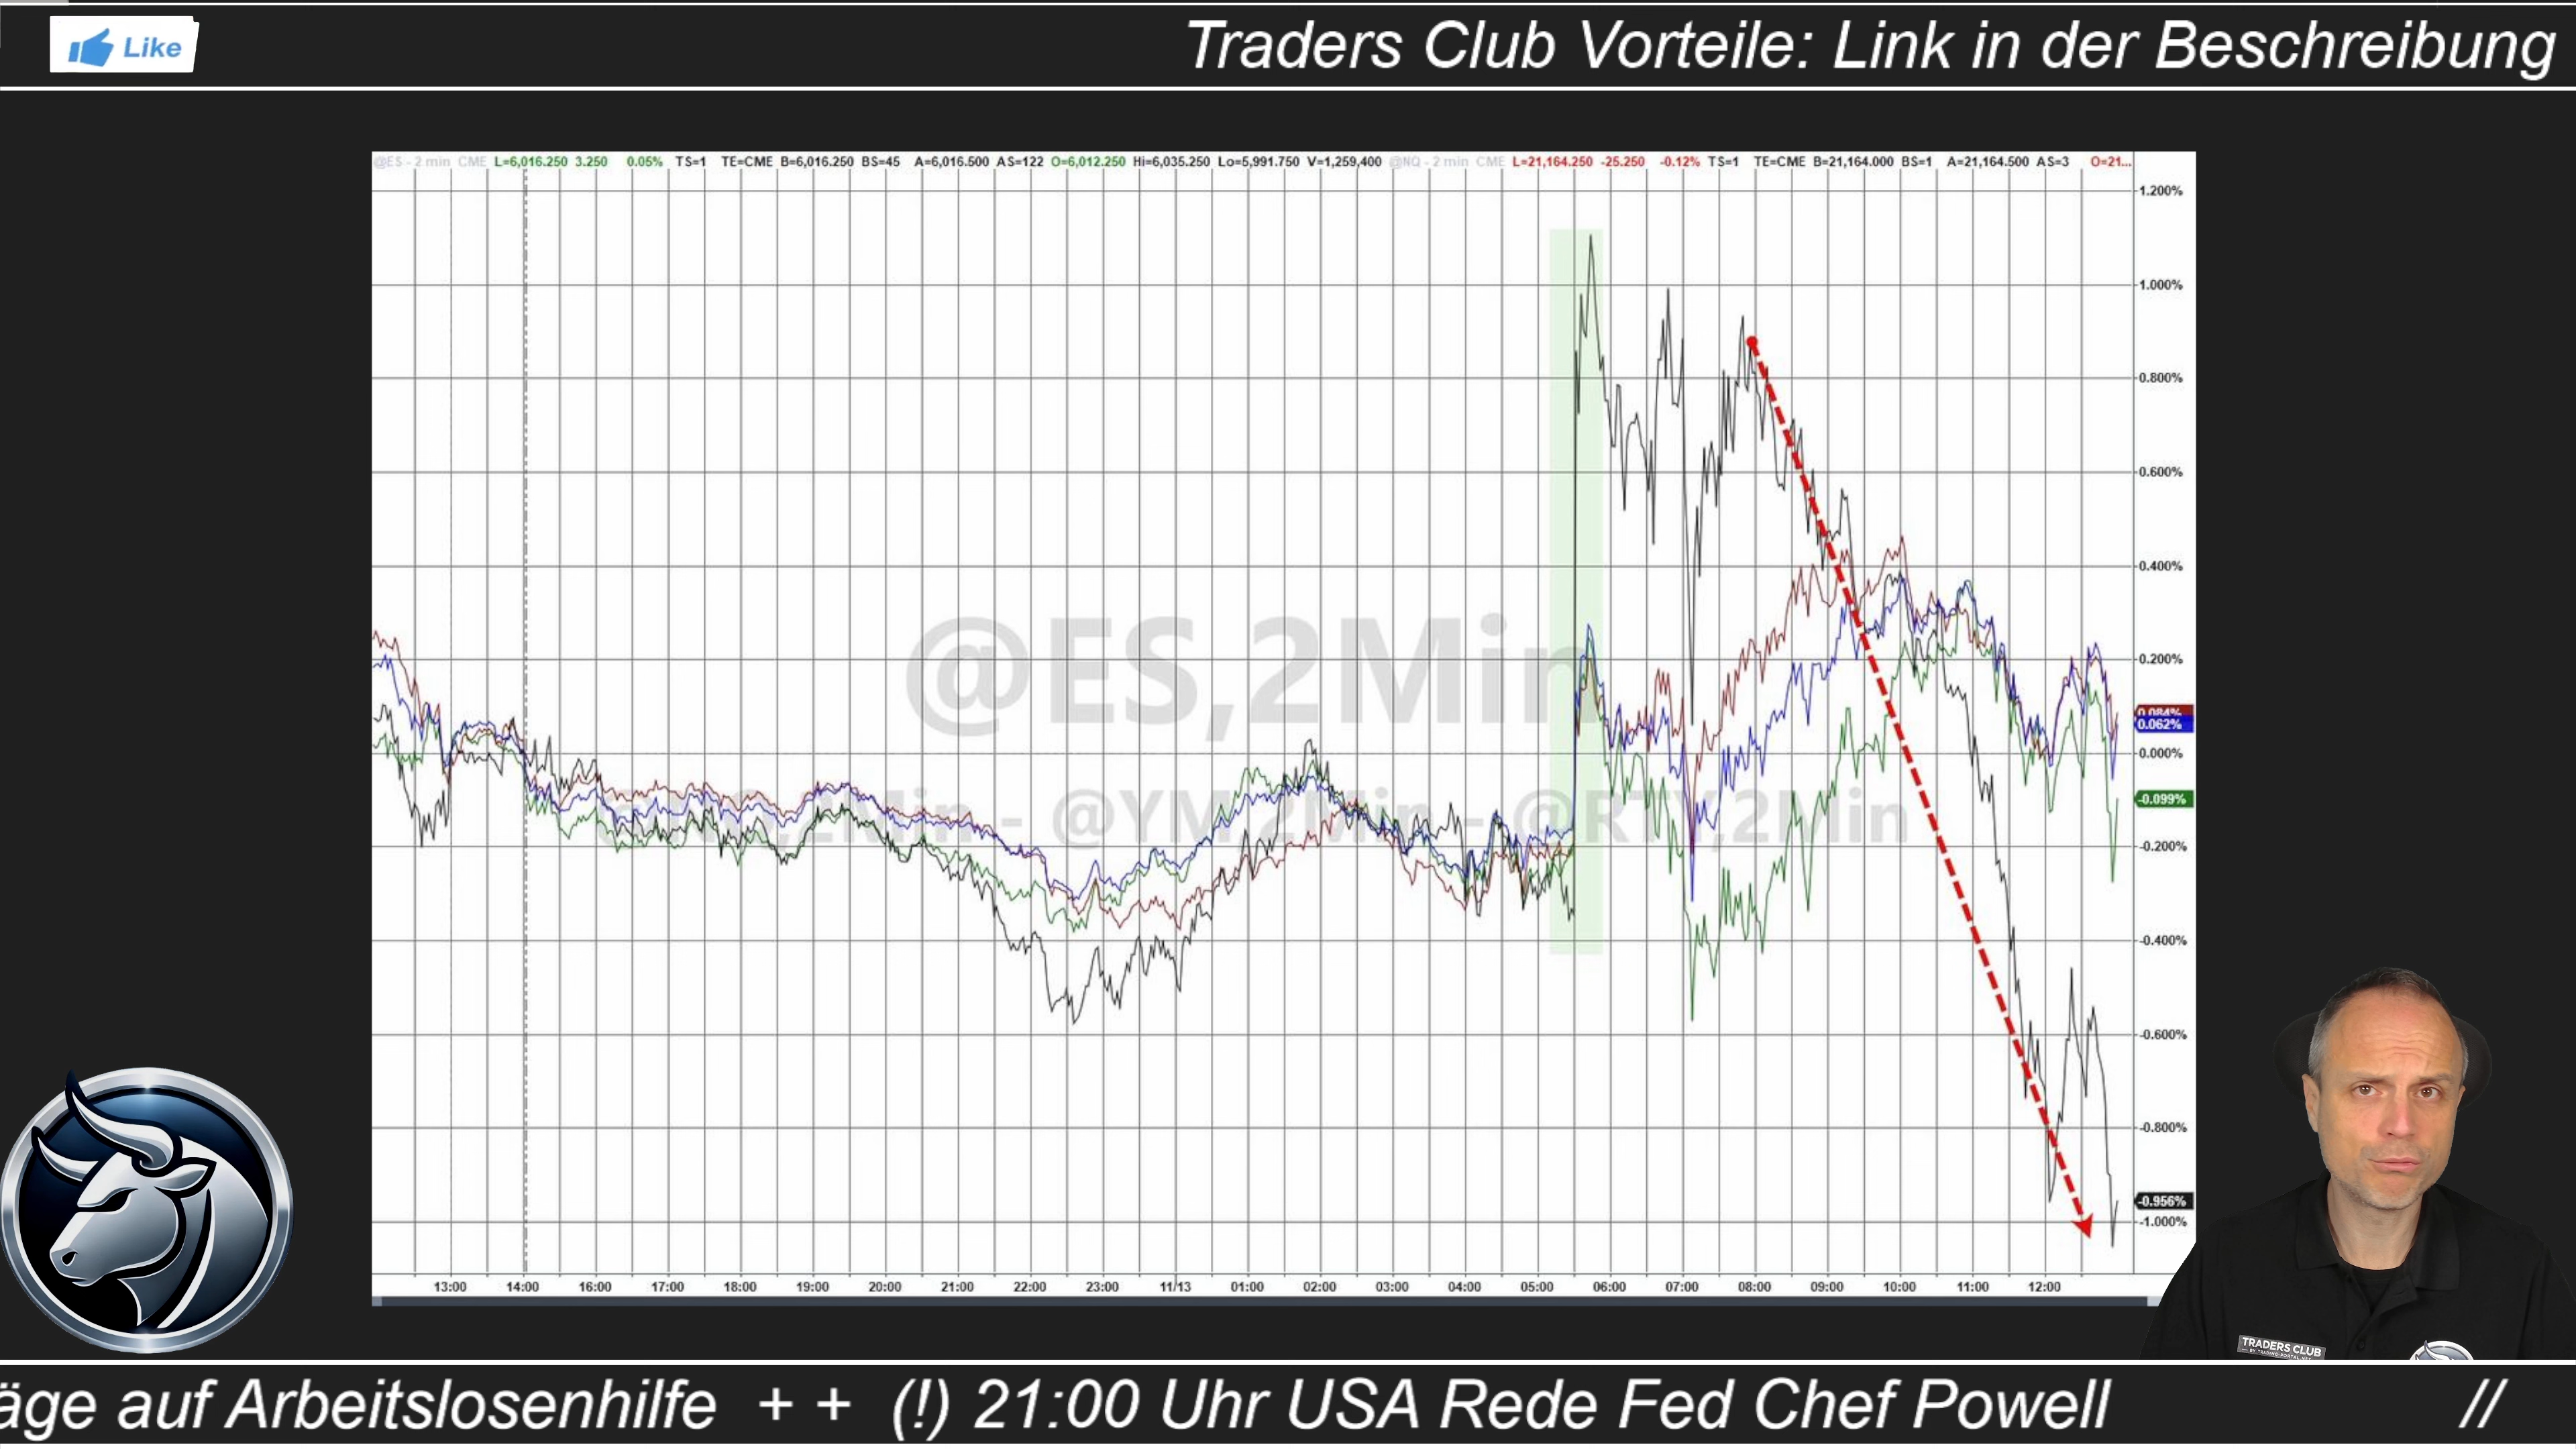 Like
Traders Club Vorteile: Link in der Beschreibung
@ES - 2 min CME L=6,016.250 3.250 0.05% TS=1 TE=CME B=6,016.250 BS=45 A=6,016.500 AS=122 O=6,012.250 Hi=6,035.250 Lo=5,991.750 V=1,259,400 @NQ - 2 min CME L=21,164.250 -25.250 -0.12% TS=1 TE=CME B=21,164.000 BS=1 A=21,164.500 AS=3 O=21...
1.200%
1.000%
0.800%
0.600%
0.400%
0.200%
@ES,2Min
0.084%
0.062%
0.000%
-0.099%
2Min - @YM,2Min - @RTY,2Min
-0.200%
-0.400%
-0.600%
-0.800%
-0.956%
-1.000%
13:00 14:00 16:00 17:00 18:00 19:00 20:00 21:00 22:00 23:00 11/13 01:00 02:00 03:00 04:00 05:00 06:00 07:00 08:00 09:00 10:00 11:00 12:00
TRADERS CLUB
äge auf Arbeitslosenhilfe + + (!) 21:00 Uhr USA Rede Fed Chef Powell //